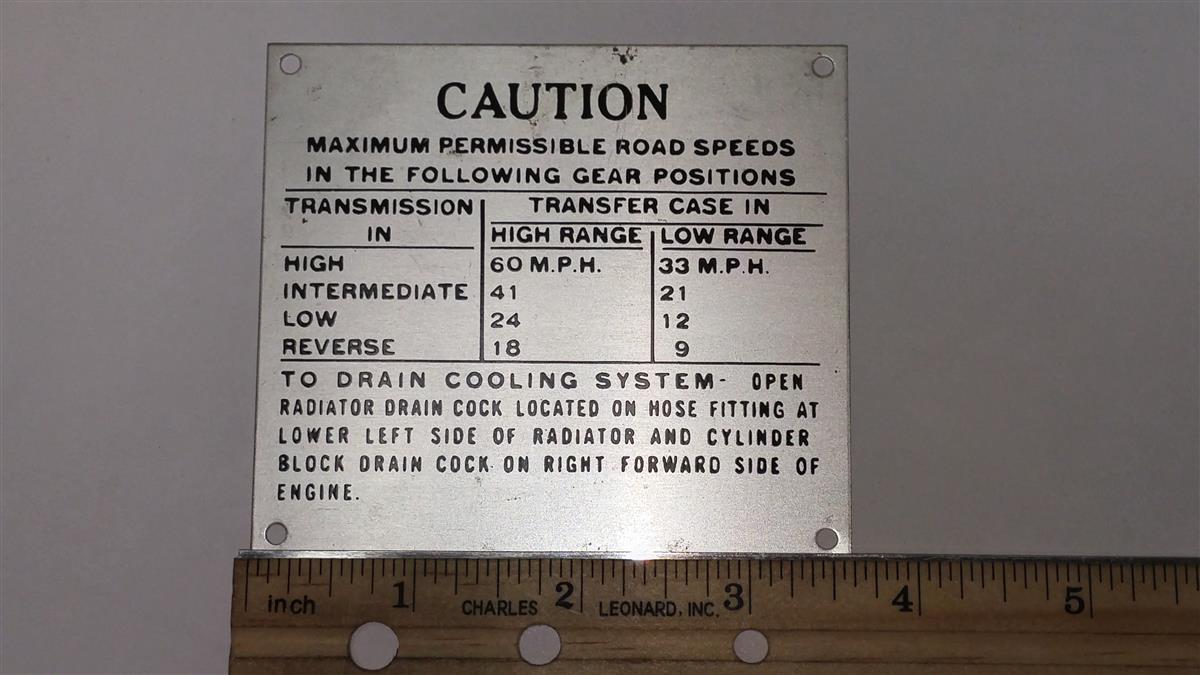 CAUTION
MAXIMUM PERMISSIBLE ROAD SPEEDS
IN THE FOLLOWING GEAR POSITIONS
TRANSMISSION IN TRANSFER CASE IN
HIGH RANGE LOW RANGE
HIGH 60 M.P.H. 33 M.P.H.
INTERMEDIATE 41 21
LOW 24 12
REVERSE 18 9
TO DRAIN COOLING SYSTEM- OPEN
RADIATOR DRAIN COCK LOCATED ON HOSE FITTING AT
LOWER LEFT SIDE OF RADIATOR AND CYLINDER
BLOCK DRAIN COCK ON RIGHT FORWARD SIDE OF
ENGINE.
inch 1 CHARLES 2 LEONARD, INC. 3 4 5